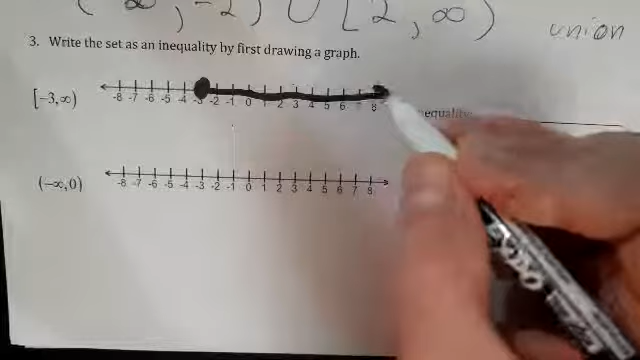 ∞, -2) ∪ [2, ∞)
union
3. Write the set as an inequality by first drawing a graph.
[−3,∞)
-8 -7 -6 -5 -4 -3 -2 -1 0 1 2 3 4 5 6 7 8
equality
(−∞,0)
-8 -7 -6 -5 -4 -3 -2 -1 0 1 2 3 4 5 6 7 8
EXPO